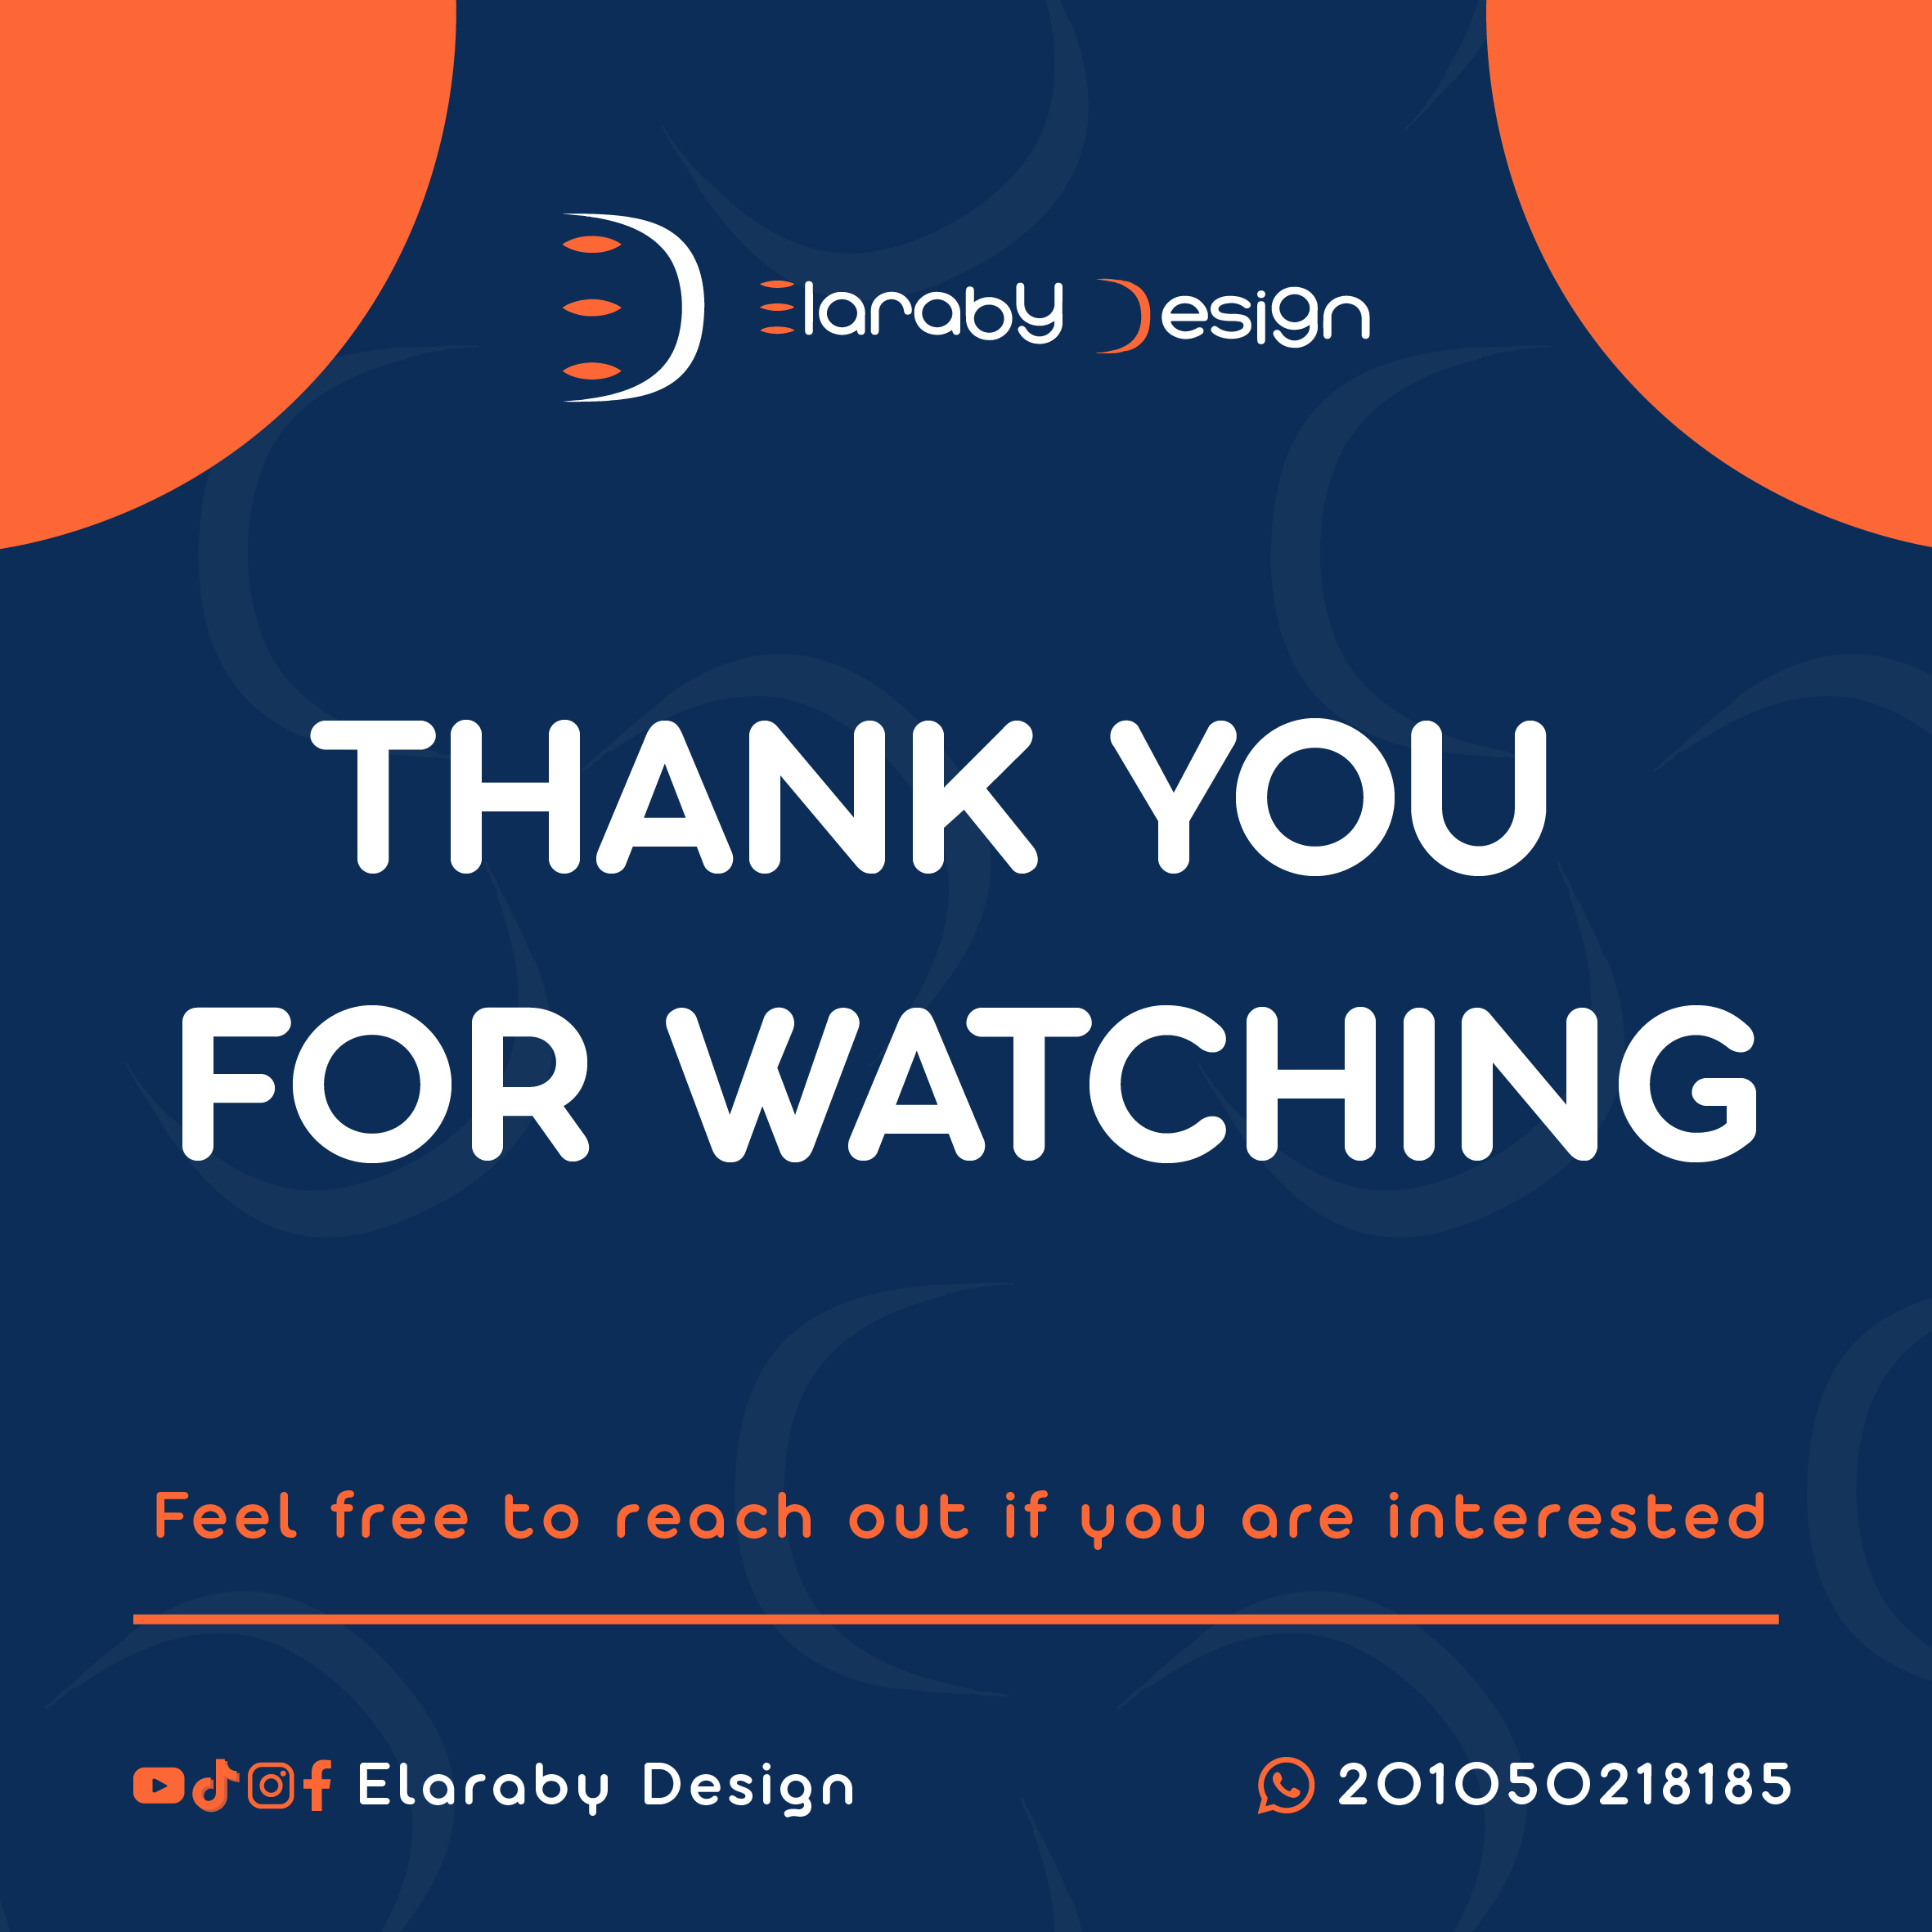 Elaraby Design
THANK YOU
FOR WATCHING
Feel free to reach out if you are interested
Elaraby Design
201050218185